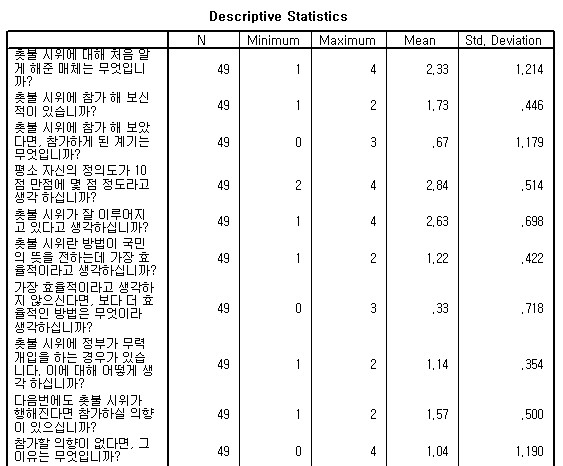 Descriptive Statistics
N Minimum Maximum Mean Std. Deviation
촛불 시위에 대해 처음 알
게 해준 매체는 무엇입니
까? 49 1 4 2.33 1.214
촛불 시위에 참가 해 보신
적이 있습니까? 49 1 2 1.73 .446
촛불 시위에 참가 해 보았
다면, 참가하게 된 계기는
무엇입니까? 49 0 3 .67 1.179
평소 자신의 정의도가 10
점 만점에 몇 점 정도라고
생각 하십니까? 49 2 4 2.84 .514
촛불 시위가 잘 이루어지
고 있다고 생각하십니까? 49 1 4 2.63 .698
촛불 시위란 방법이 국민
의 뜻을 전하는데 가장 효
율적이라고 생각하십니까? 49 1 2 1.22 .422
가장 효율적이라고 생각하
지 않으신다면, 보다 더 효
율적인 방법은 무엇이라
생각하십니까? 49 0 3 .33 .718
촛불 시위에 정부가 무력
개입을 하는 경우가 있습
니다. 이에 대해 어떻게 생
각 하십니까? 49 1 2 1.14 .354
다음번에도 촛불 시위가
행해진다면 참가하실 의향
이 있으십니까? 49 1 2 1.57 .500
참가할 의향이 없다면, 그
이유는 무엇입니까? 49 0 4 1.04 1.190